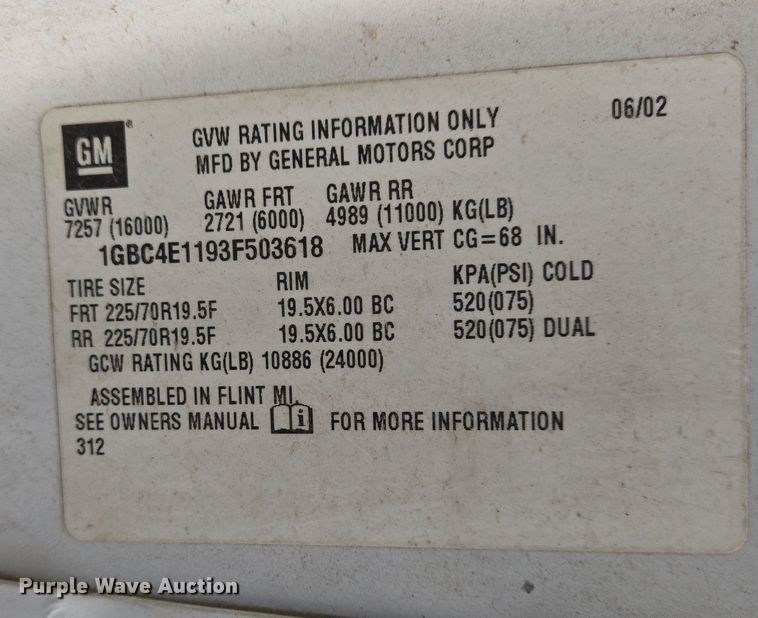 GM® GVW RATING INFORMATION ONLY 06/02
MFD BY GENERAL MOTORS CORP
GVWR GAWR FRT GAWR RR
7257 (16000) 2721 (6000) 4989 (11000) KG(LB)
1GBC4E1193F503618 MAX VERT CG=68 IN.
TIRE SIZE RIM KPA(PSI) COLD
FRT 225/70R19.5F 19.5X6.00 BC 520(075)
RR 225/70R19.5F 19.5X6.00 BC 520(075) DUAL
GCW RATING KG(LB) 10886 (24000)
ASSEMBLED IN FLINT MI.
SEE OWNERS MANUAL i FOR MORE INFORMATION
312
Purple Wave Auction